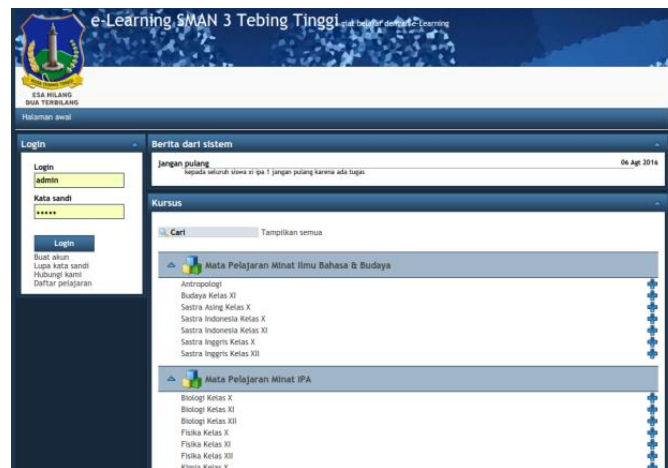 e-Learning SMAN 3 Tebing Tinggi
ESA HILANG
DUA TERBILANG
Halaman awal
Login
Login
admin
Kata sandi
•••••
Login
Buat akun
Lupa kata sandi
Hubungi kami
Daftar pelajaran
Berita dari sistem
Jangan pulang
06 Agt 2016
kepada seluruh siswa xi ipa 1 jangan pulang karena ada tugas
Kursus
Cari
Tampilkan semua
Mata Pelajaran Minat Ilmu Bahasa & Budaya
Antropologi
Budaya Kelas XI
Sastra Asing Kelas X
Sastra Indonesia Kelas X
Sastra Indonesia Kelas XI
Sastra Inggris Kelas X
Sastra Inggris Kelas XII
Mata Pelajaran Minat IPA
Biologi Kelas X
Biologi Kelas XI
Biologi Kelas XII
Fisika Kelas X
Fisika Kelas XI
Fisika Kelas XII
Kimia Kelas X